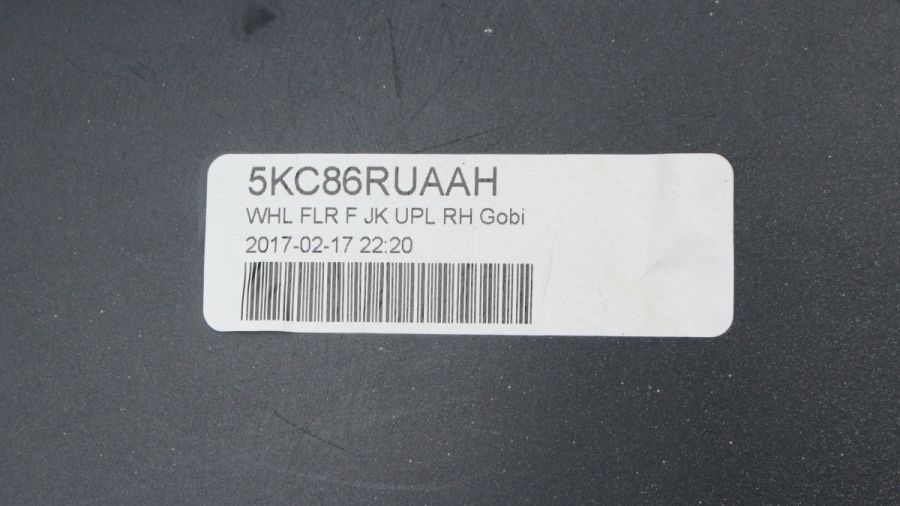 5KC86RUAAH
WHL FLR F JK UPL RH Gobi
2017-02-17 22:20